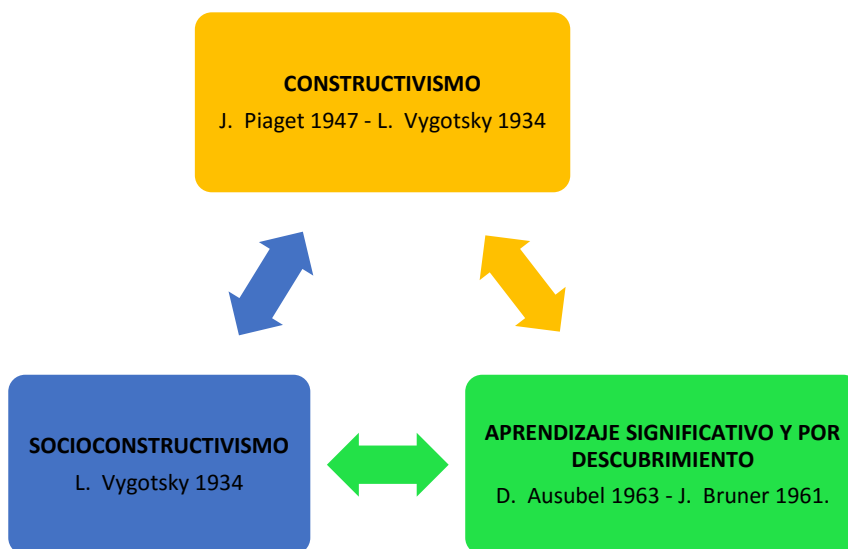 CONSTRUCTIVISMO
J. Piaget 1947 - L. Vygotsky 1934
SOCIOCONSTRUCTIVISMO
L. Vygotsky 1934
APRENDIZAJE SIGNIFICATIVO Y POR
DESCUBRIMIENTO
D. Ausubel 1963 - J. Bruner 1961.